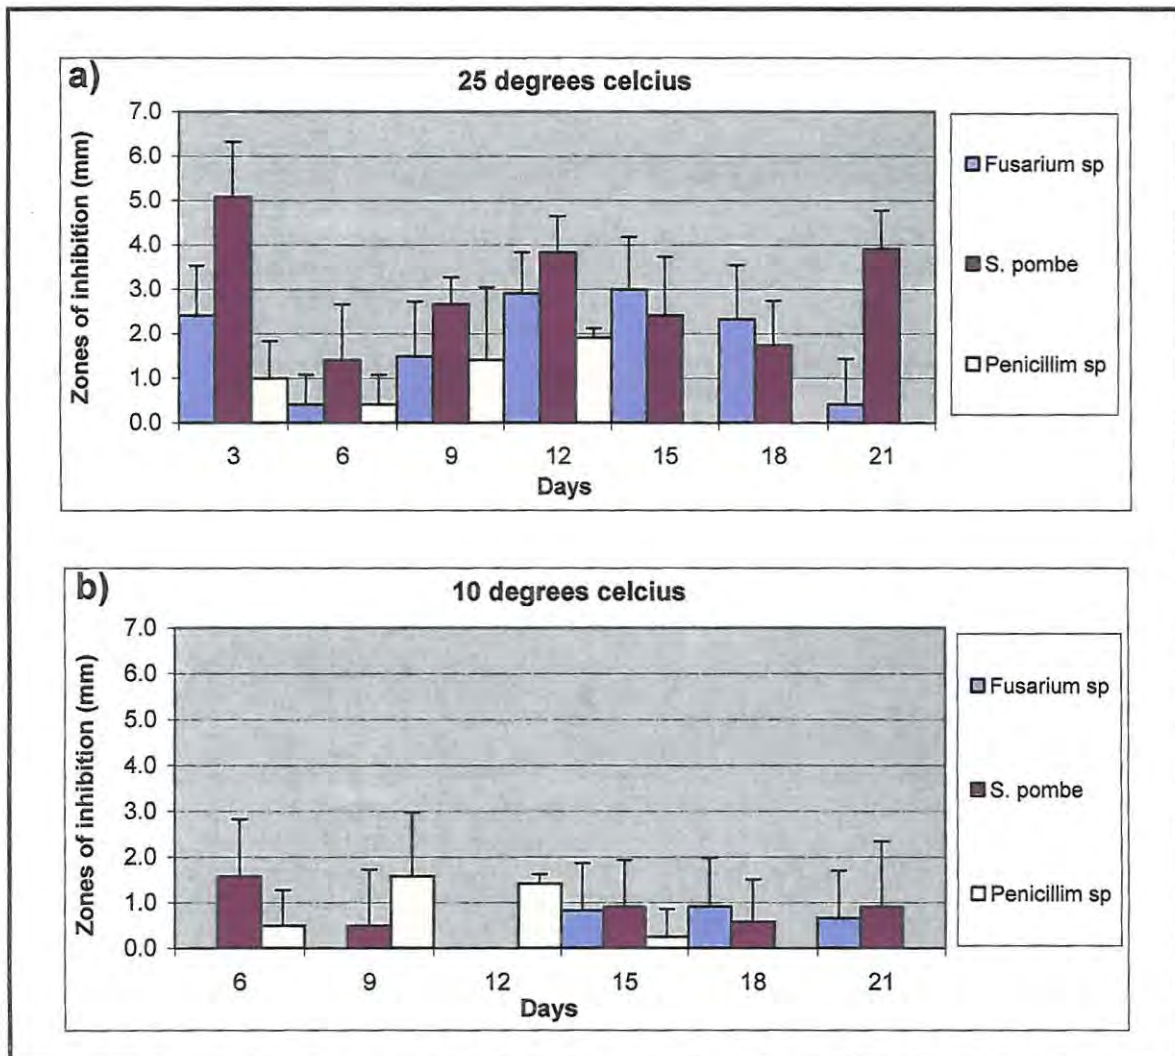 a)
25 degrees celcius
Zones of inhibition (mm)
7.0
6.0
5.0
4.0
3.0
2.0
1.0
0.0
3 6 9 12 15 18 21
Days
Fusarium sp
S. pombe
Penicillim sp
b)
10 degrees celcius
Zones of inhibition (mm)
7.0
6.0
5.0
4.0
3.0
2.0
1.0
0.0
6 9 12 15 18 21
Days
Fusarium sp
S. pombe
Penicillim sp